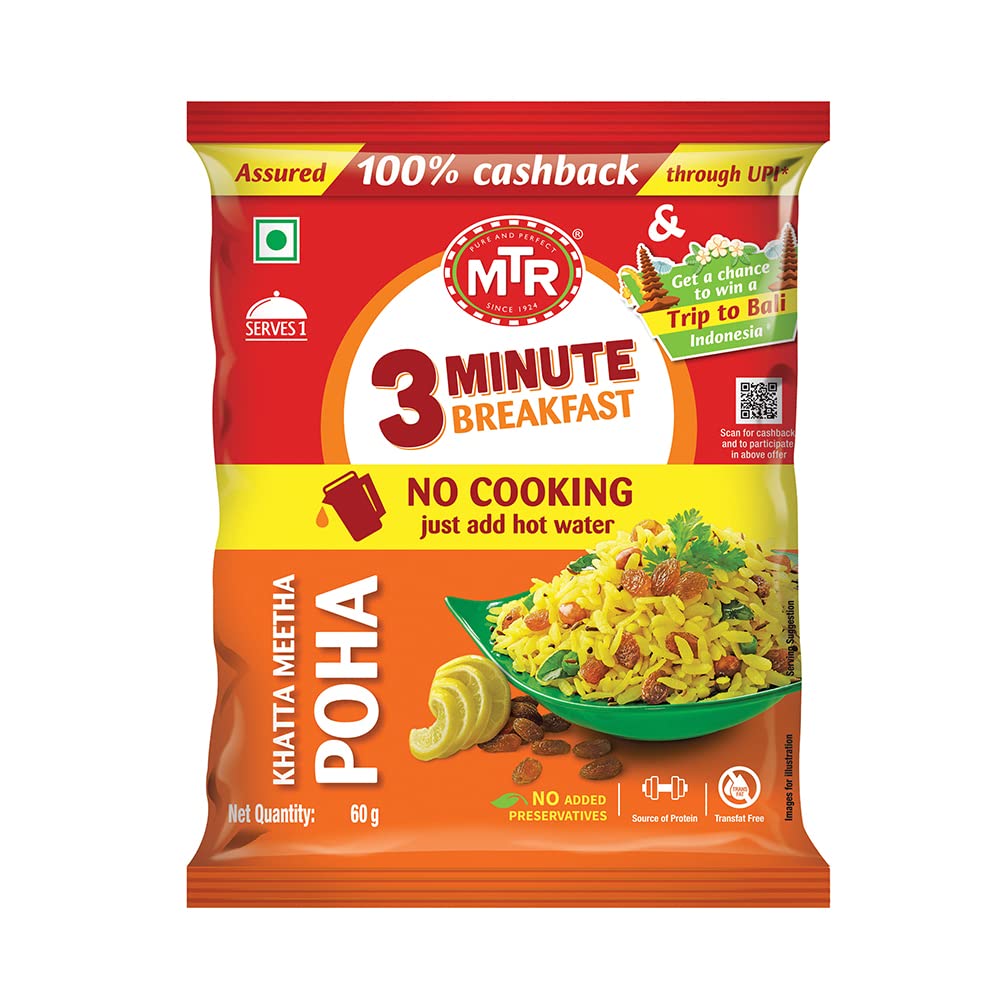 Assured 100% cashback through UPI*
&
Get a chance
to win a
Trip to Bali
Indonesia*
PURE AND PERFECT
MTR®
SINCE 1924
SERVES 1
3 MINUTE
BREAKFAST
Scan for cashback
and to participate
in above offer
NO COOKING
just add hot water
KHATTA MEETHA
POHA
Serving Suggestion
Images for illustration
NO ADDED
PRESERVATIVES
Source of Protein
TRANS
FAT
Transfat Free
Net Quantity: 60 g